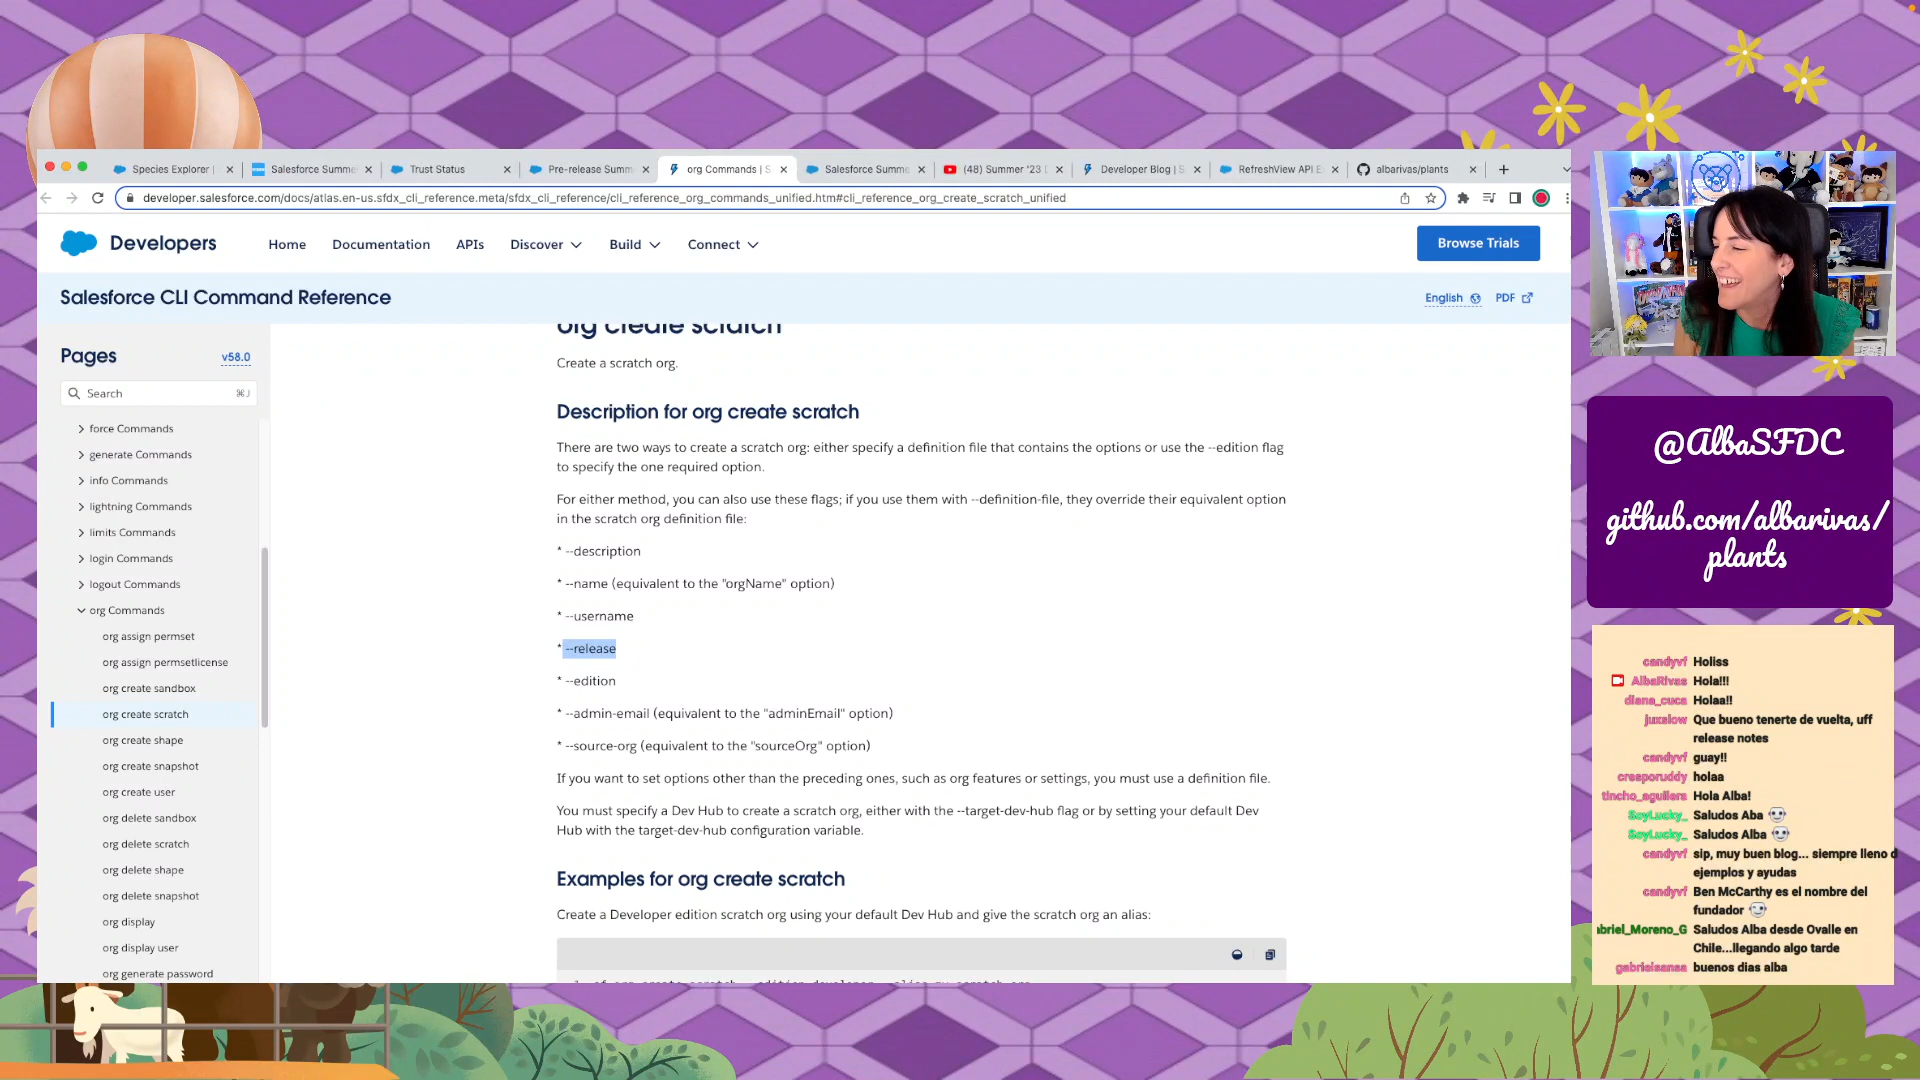 Species Explorer |
Salesforce Summe
Trust Status
Pre-release Summ
org Commands | S
Salesforce Summe
(48) Summer '23
Developer Blog | S
RefreshView API E
albarivas/plants
developer.salesforce.com/docs/atlas.en-us.sfdx_cli_reference.meta/sfdx_cli_reference/cli_reference_org_commands_unified.htm#cli_reference_org_create_scratch_unified
Developers
Home
Documentation
APIs
Discover
Build
Connect
Browse Trials
Salesforce CLI Command Reference
English
PDF
Pages
v58.0
Search
⌘J
force Commands
generate Commands
info Commands
lightning Commands
limits Commands
login Commands
logout Commands
org Commands
org assign permset
org assign permsetlicense
org create sandbox
org create scratch
org create shape
org create snapshot
org create user
org delete sandbox
org delete scratch
org delete shape
org delete snapshot
org display
org display user
org generate password
org create scratch
Create a scratch org.
Description for org create scratch
There are two ways to create a scratch org: either specify a definition file that contains the options or use the --edition flag
to specify the one required option.
For either method, you can also use these flags; if you use them with --definition-file, they override their equivalent option
in the scratch org definition file:
* --description
* --name (equivalent to the "orgName" option)
* --username
* --release
* --edition
* --admin-email (equivalent to the "adminEmail" option)
* --source-org (equivalent to the "sourceOrg" option)
If you want to set options other than the preceding ones, such as org features or settings, you must use a definition file.
You must specify a Dev Hub to create a scratch org, either with the --target-dev-hub flag or by setting your default Dev
Hub with the target-dev-hub configuration variable.
Examples for org create scratch
Create a Developer edition scratch org using your default Dev Hub and give the scratch org an alias:
@AlbaSFDC
github.com/albarivas/
plants
candyvf Holiss
AlbaRivas Hola!!!
diana_cuca Holaa!!
juxslow Que bueno tenerte de vuelta, uff
release notes
candyvf guay!!
creeporuddy holaa
tincho_aguilera Hola Alba!
SoyLucky_ Saludos Aba
SoyLucky_ Saludos Alba
candyvf sip, muy buen blog... siempre lleno d
ejemplos y ayudas
candyvf Ben McCarthy es el nombre del
fundador
abriel_Moreno_G Saludos Alba desde Ovalle en
Chile...llegando algo tarde
gabrielsansa buenos dias alba